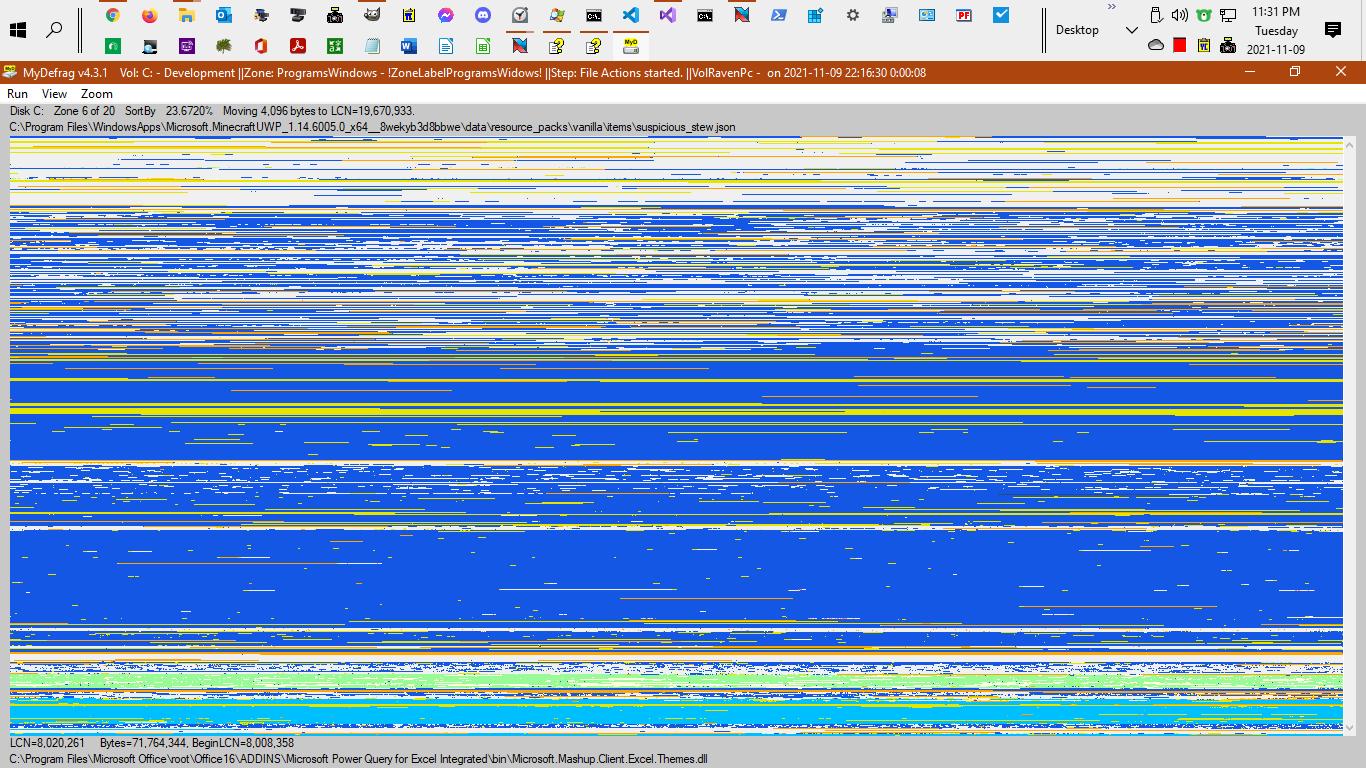 11:31 PM
Tuesday
2021-11-09
Desktop
MyDefrag v4.3.1 Vol: C: - Development ||Zone: ProgramsWindows - !ZoneLabelProgramsWidows! ||Step: File Actions started. ||VolRavenPc - on 2021-11-09 22:16:30 0:00:08
Run View Zoom
Disk C: Zone 6 of 20 SortBy 23.6720% Moving 4,096 bytes to LCN=19,670,933.
C:\Program Files\WindowsApps\Microsoft.MinecraftUWP_1.14.6005.0_x64__8wekyb3d8bbwe\data\resource_packs\vanilla\items\suspicious_stew.json
LCN=8,020,261 Bytes=71,764,344, BeginLCN=8,008,358
C:\Program Files\Microsoft Office\root\Office16\ADDINS\Microsoft Power Query for Excel Integrated\bin\Microsoft.Mashup.Client.Excel.Themes.dll